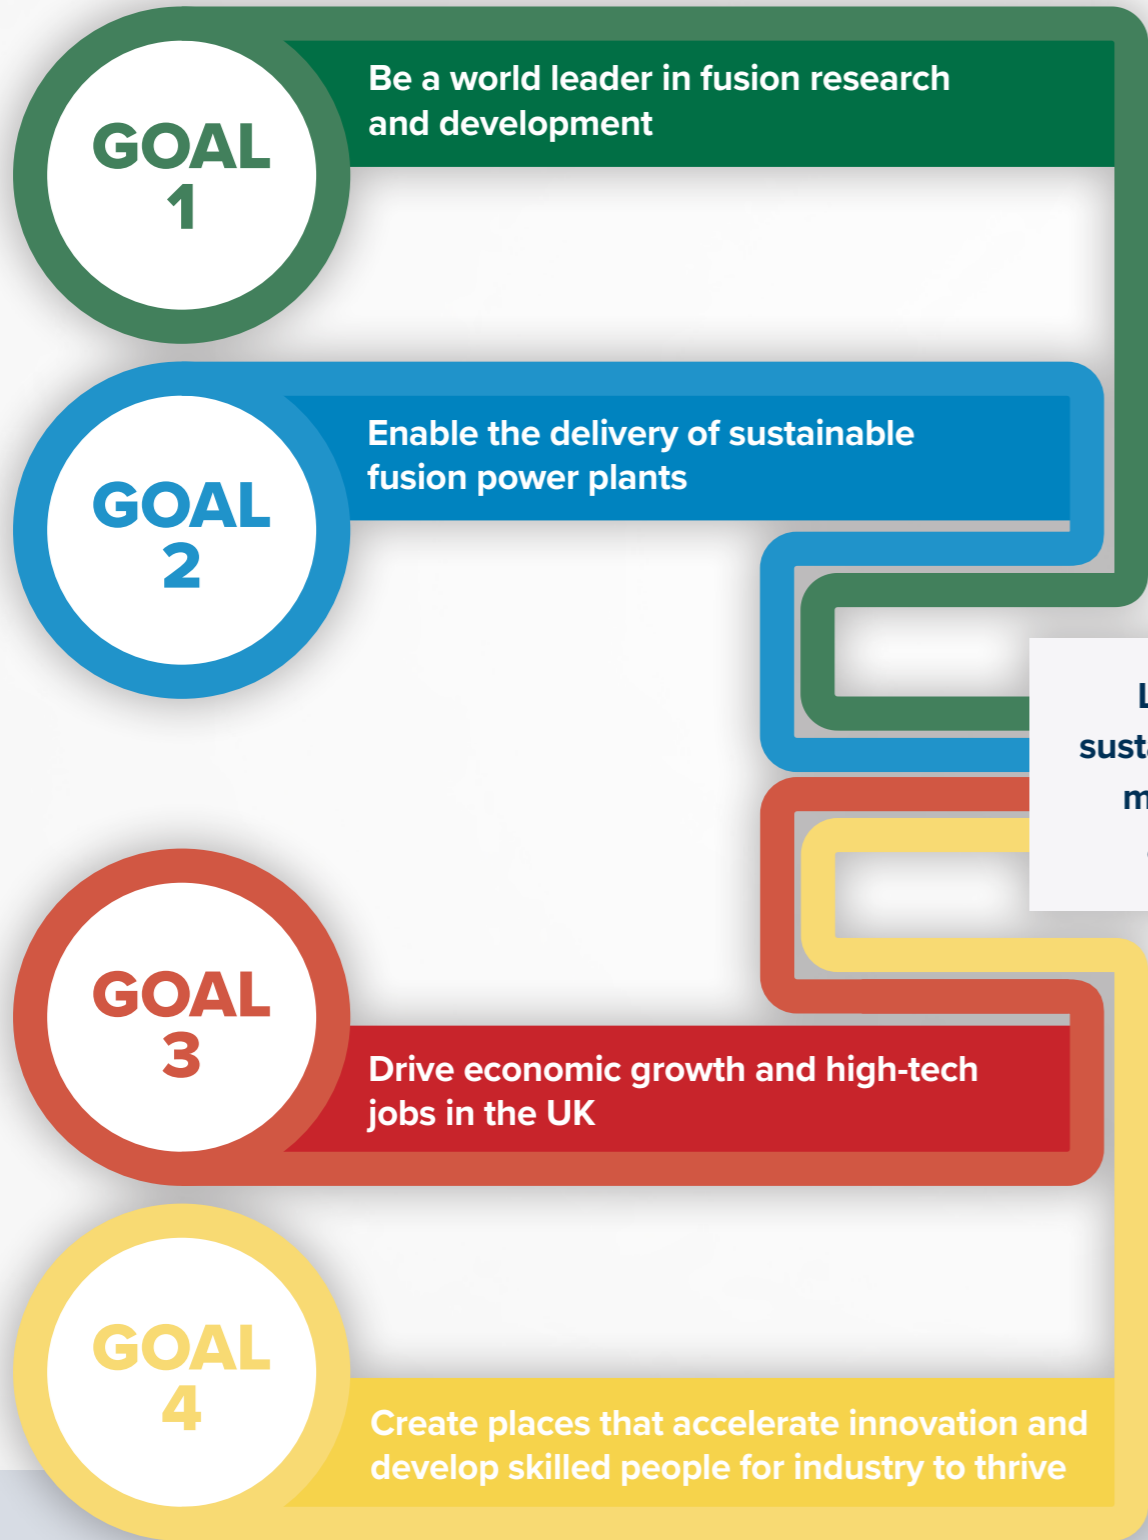 GOAL
1
Be a world leader in fusion research
and development
GOAL
2
Enable the delivery of sustainable
fusion power plants
GOAL
3
Drive economic growth and high-tech
jobs in the UK
GOAL
4
Create places that accelerate innovation and
develop skilled people for industry to thrive